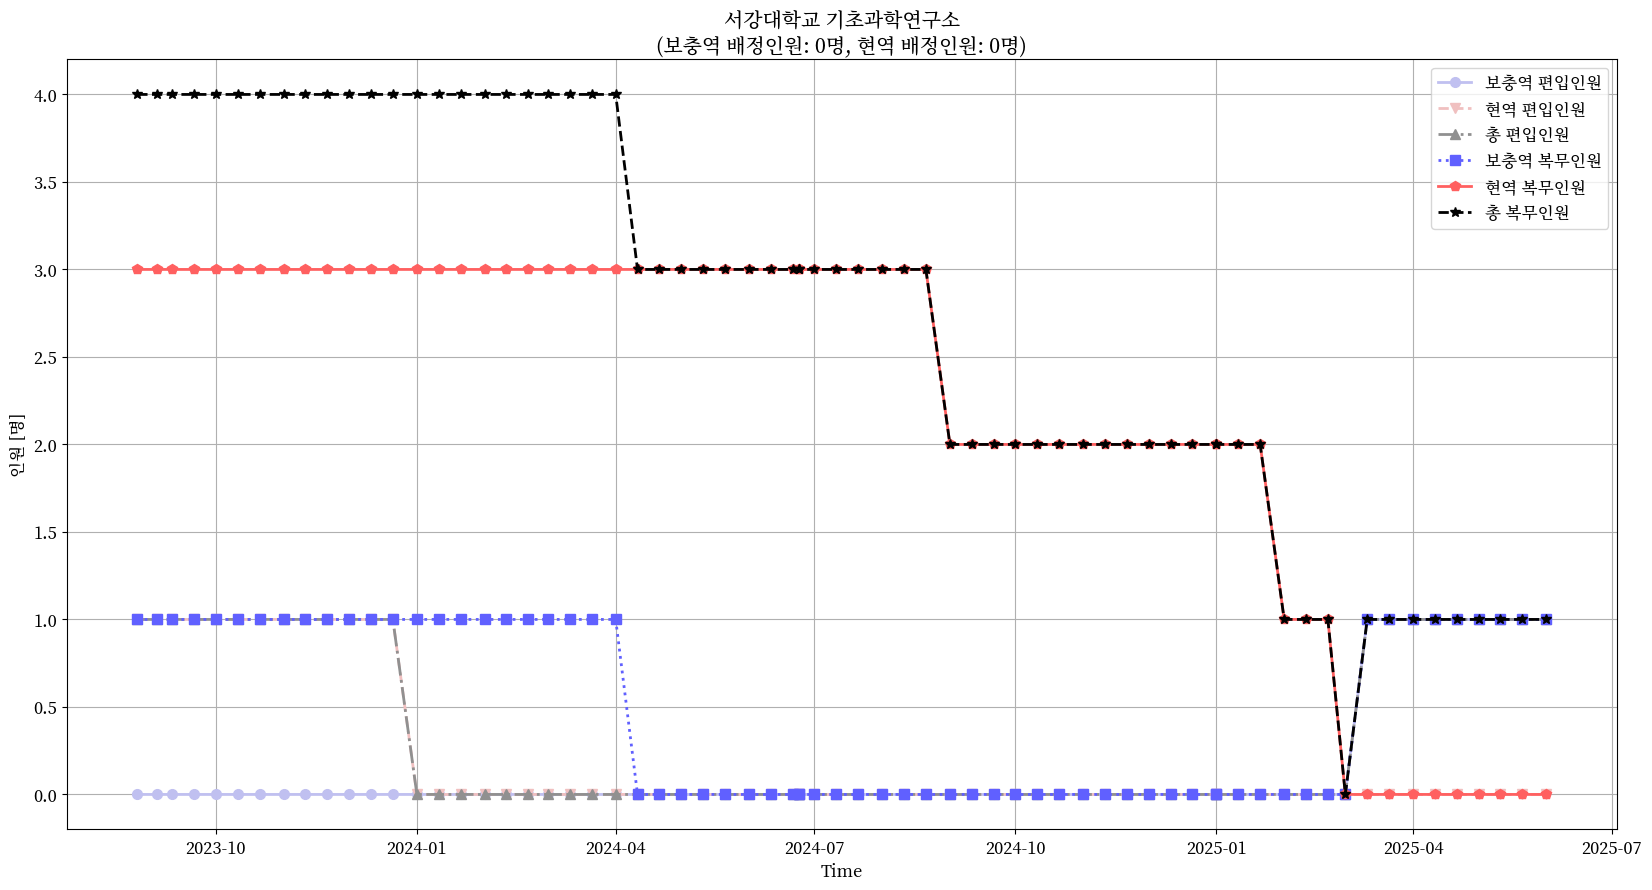 서강대학교 기초과학연구소
(보충역 배정인원: 0명, 현역 배정인원: 0명)
보충역 편입인원
현역 편입인원
총 편입인원
보충역 복무인원
현역 복무인원
총 복무인원
인원 [명]
4.0
3.5
3.0
2.5
2.0
1.5
1.0
0.5
0.0
2023-10
2024-01
2024-04
2024-07
2024-10
2025-01
2025-04
2025-07
Time